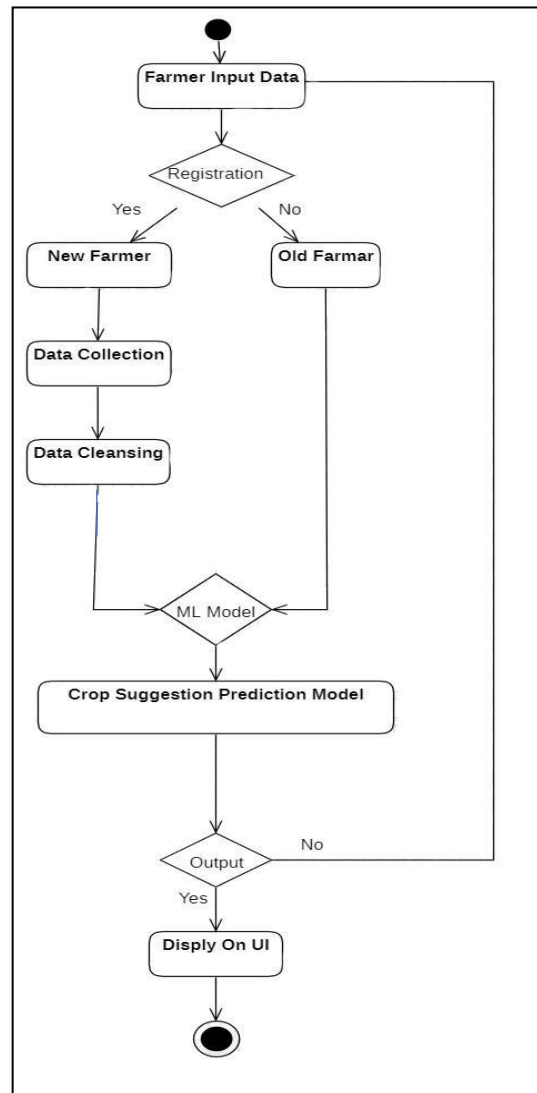 Farmer Input Data
Registration
Yes
No
New Farmer
Old Farmar
Data Collection
Data Cleansing
ML Model
Crop Suggestion Prediction Model
Output
No
Yes
Disply On UI